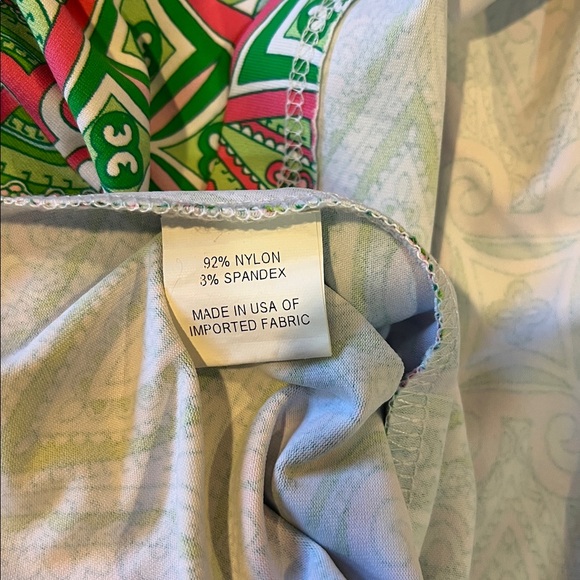 92% NYLON
8% SPANDEX
MADE IN USA OF
IMPORTED FABRIC